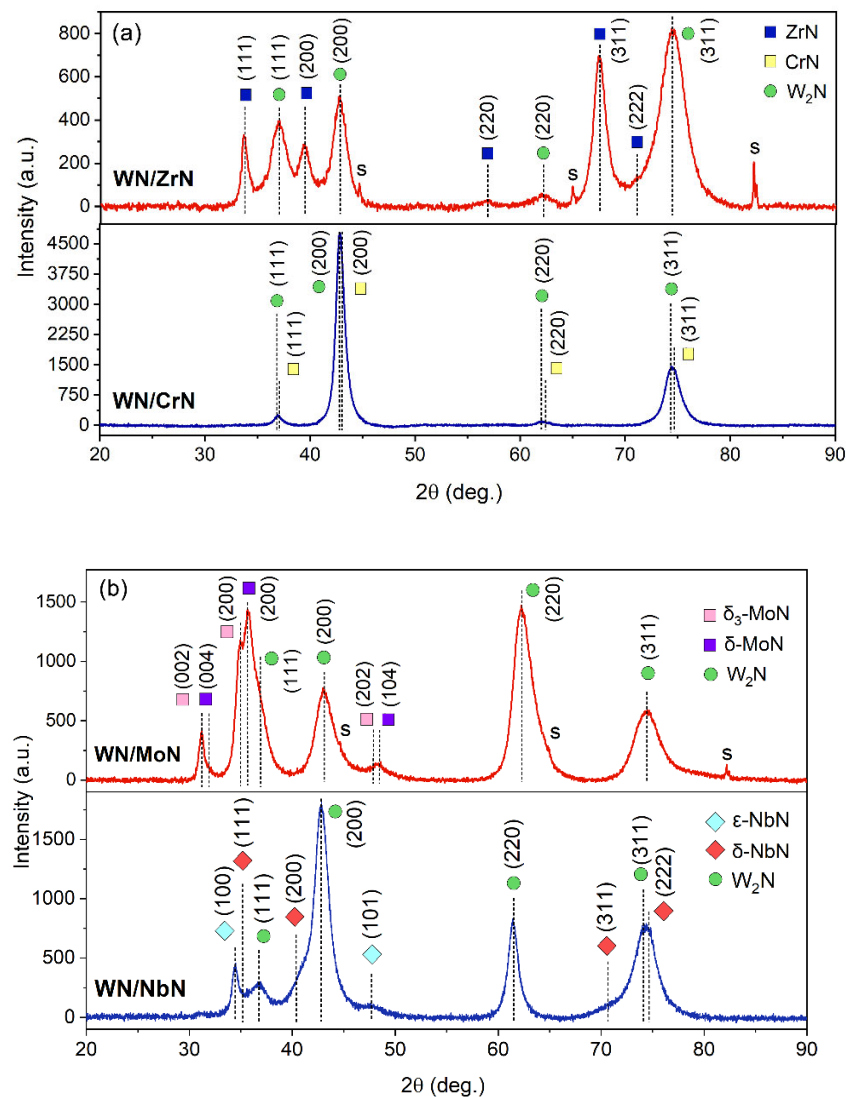 (a)
ZrN
CrN
W₂N
(111)
(111)
(200)
(200)
s
(220)
(220)
s
(311)
(222)
(311)
s
WN/ZrN
800
600
400
200
0
Intensity (a.u.)
(111)
(111)
(200)
(200)
(220)
(220)
(311)
(311)
WN/CrN
4500
3750
3000
2250
1500
750
0
20 30 40 50 60 70 80 90
2θ (deg.)
(b)
δ₃-MoN
δ-MoN
W₂N
(002)
(004)
(200)
(200)
(111)
(200)
s
(202)
(104)
(220)
s
(311)
s
WN/MoN
1500
1000
500
0
Intensity (a.u.)
ε-NbN
δ-NbN
W₂N
(100)
(111)
(111)
(200)
(200)
(101)
(220)
(311)
(311)
(222)
WN/NbN
1500
1000
500
0
20 30 40 50 60 70 80 90
2θ (deg.)